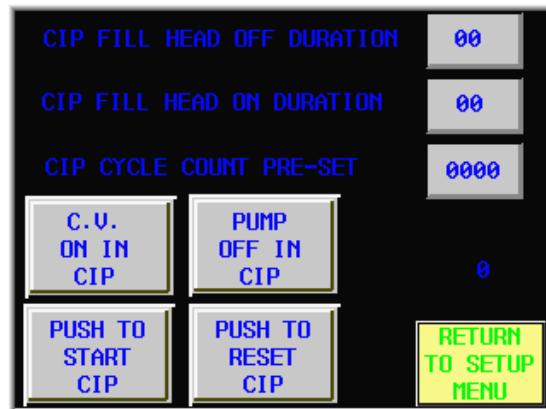 CIP FILL HEAD OFF DURATION 00
CIP FILL HEAD ON DURATION 00
CIP CYCLE COUNT PRE-SET 0000
C.V.
ON IN
CIP
PUMP
OFF IN
CIP
0
PUSH TO
START
CIP
PUSH TO
RESET
CIP
RETURN
TO SETUP
MENU